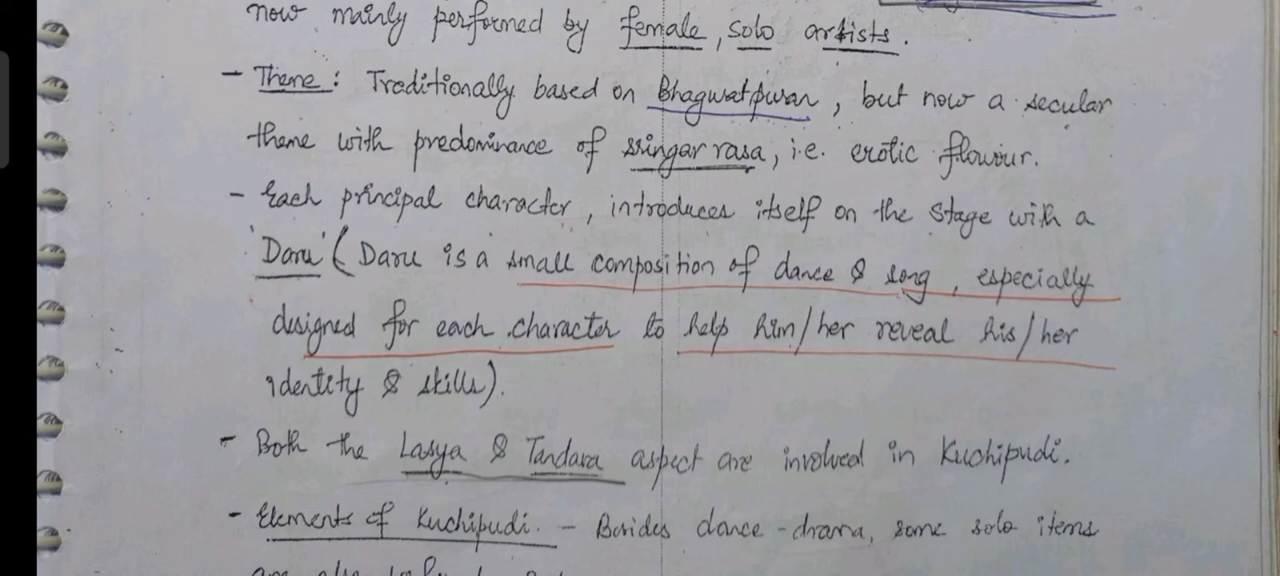 now mainly performed by female, solo artists.
- Theme: Traditionally based on Bhagwatpuran, but now a secular
theme with predominance of sringar rasa, i.e. erotic flavour.
- Each principal character, introduces itself on the stage with a
'Daru' (Daru is a small composition of dance & song, especially
designed for each character to help him/her reveal his/her
identity & skills).
- Both the Lasya & Tandava aspect are involved in Kuchipudi.
- Elements of Kuchipudi. - Besides dance-drama, some solo items
are also